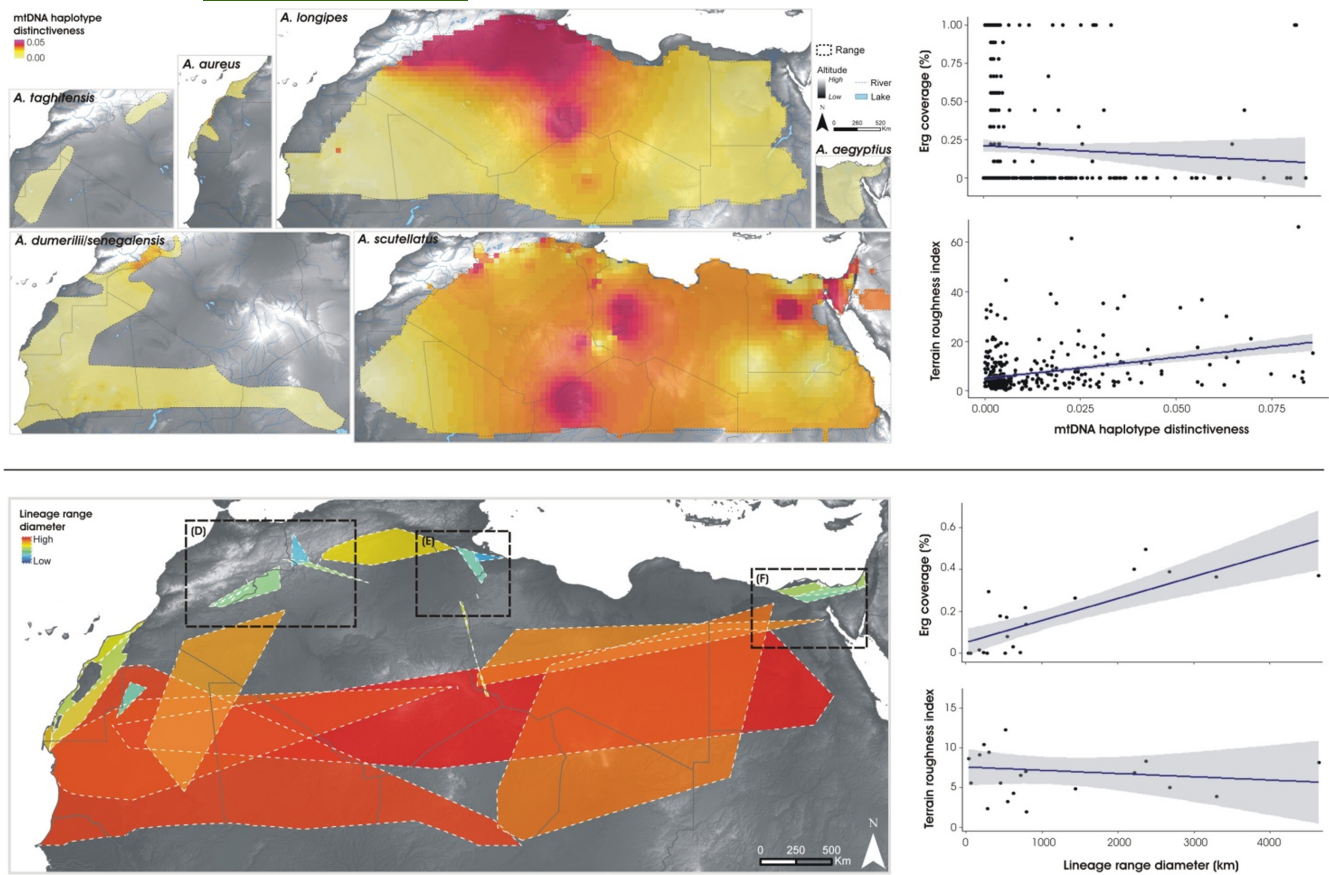 mtDNA haplotype
distinctiveness
0.05
0.00
A. taghitensis
A. aureus
A. longipes
Range
Altitude
High
Low
River
Lake
N
0 260 520
Km
A. aegyptius
A. dumerilii/senegalensis
A. scutellatus
Erg coverage (%)
1.00
0.75
0.50
0.25
0
Terrain roughness index
60
40
20
0
0.000 0.025 0.050 0.075
mtDNA haplotype distinctiveness
Lineage range
diameter
High
Low
(D)
(E)
(F)
N
0 250 500
Km
Erg coverage (%)
0.6
0.4
0.2
0
Terrain roughness index
15
10
5
0
0 1000 2000 3000 4000
Lineage range diameter (km)